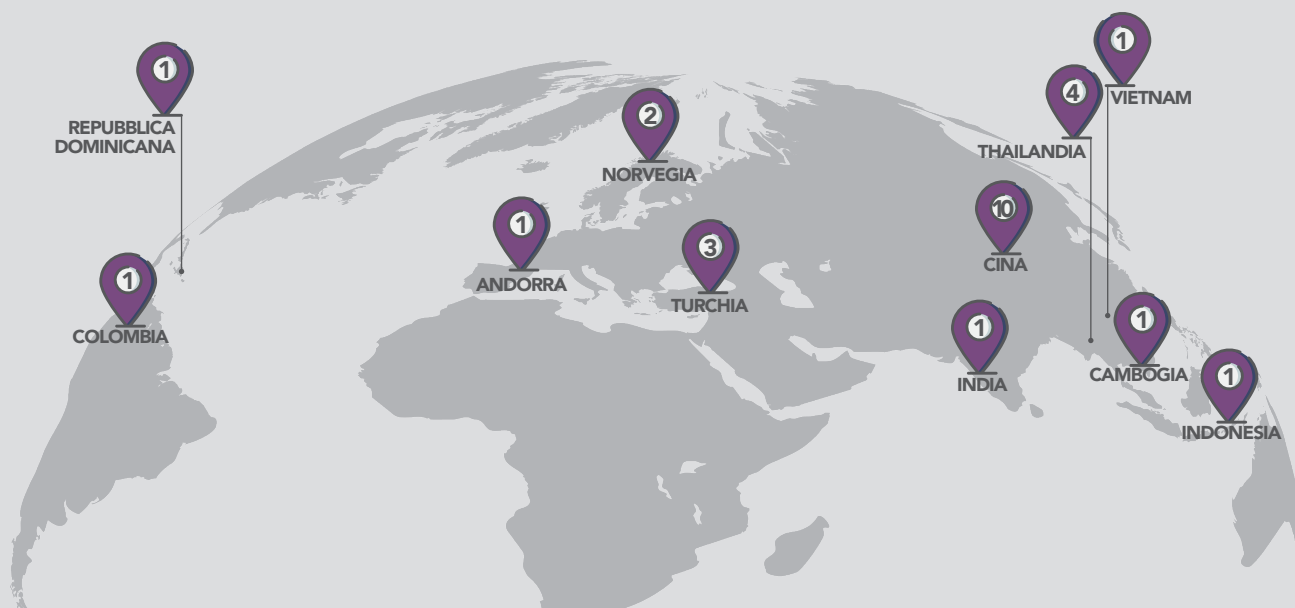 1
REPUBBLICA
DOMINICANA
1
COLOMBIA
2
NORVEGIA
1
ANDORRA
3
TURCHIA
1
VIETNAM
4
THAILANDIA
10
CINA
1
INDIA
1
CAMBOGIA
1
INDONESIA